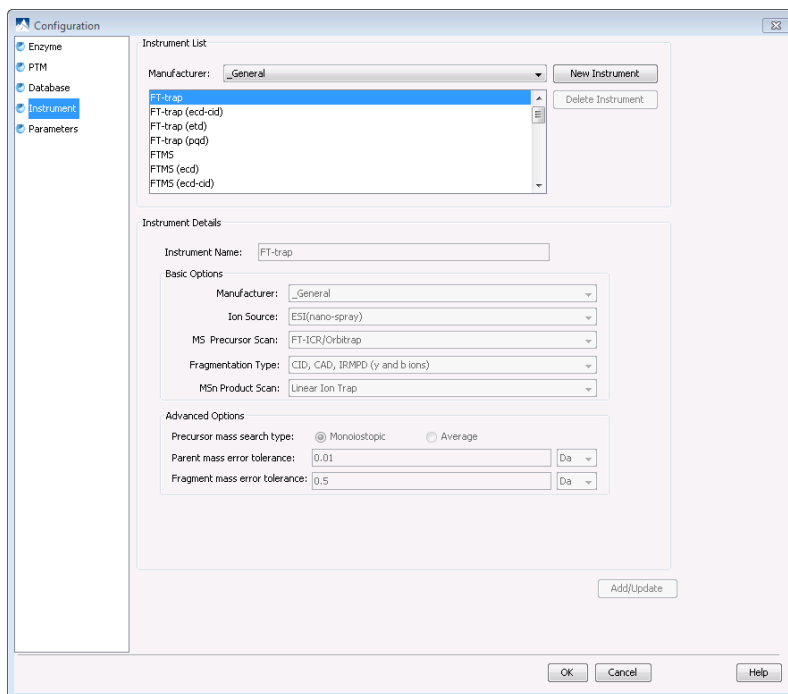 Configuration
Enzyme
PTM
Database
Instrument
Parameters
Instrument List
Manufacturer: _General New Instrument
FT-trap Delete Instrument
FT-trap (ecd-cid)
FT-trap (etd)
FT-trap (pqd)
FTMS
FTMS (ecd)
FTMS (ecd-cid)
Instrument Details
Instrument Name: FT-trap
Basic Options
Manufacturer: _General
Ion Source: ESI(nano-spray)
MS Precursor Scan: FT-ICR/Orbitrap
Fragmentation Type: CID, CAD, IRMPD (y and b ions)
MSn Product Scan: Linear Ion Trap
Advanced Options
Precursor mass search type: Monoiostopic Average
Parent mass error tolerance: 0.01 Da
Fragment mass error tolerance: 0.5 Da
Add/Update
OK Cancel Help